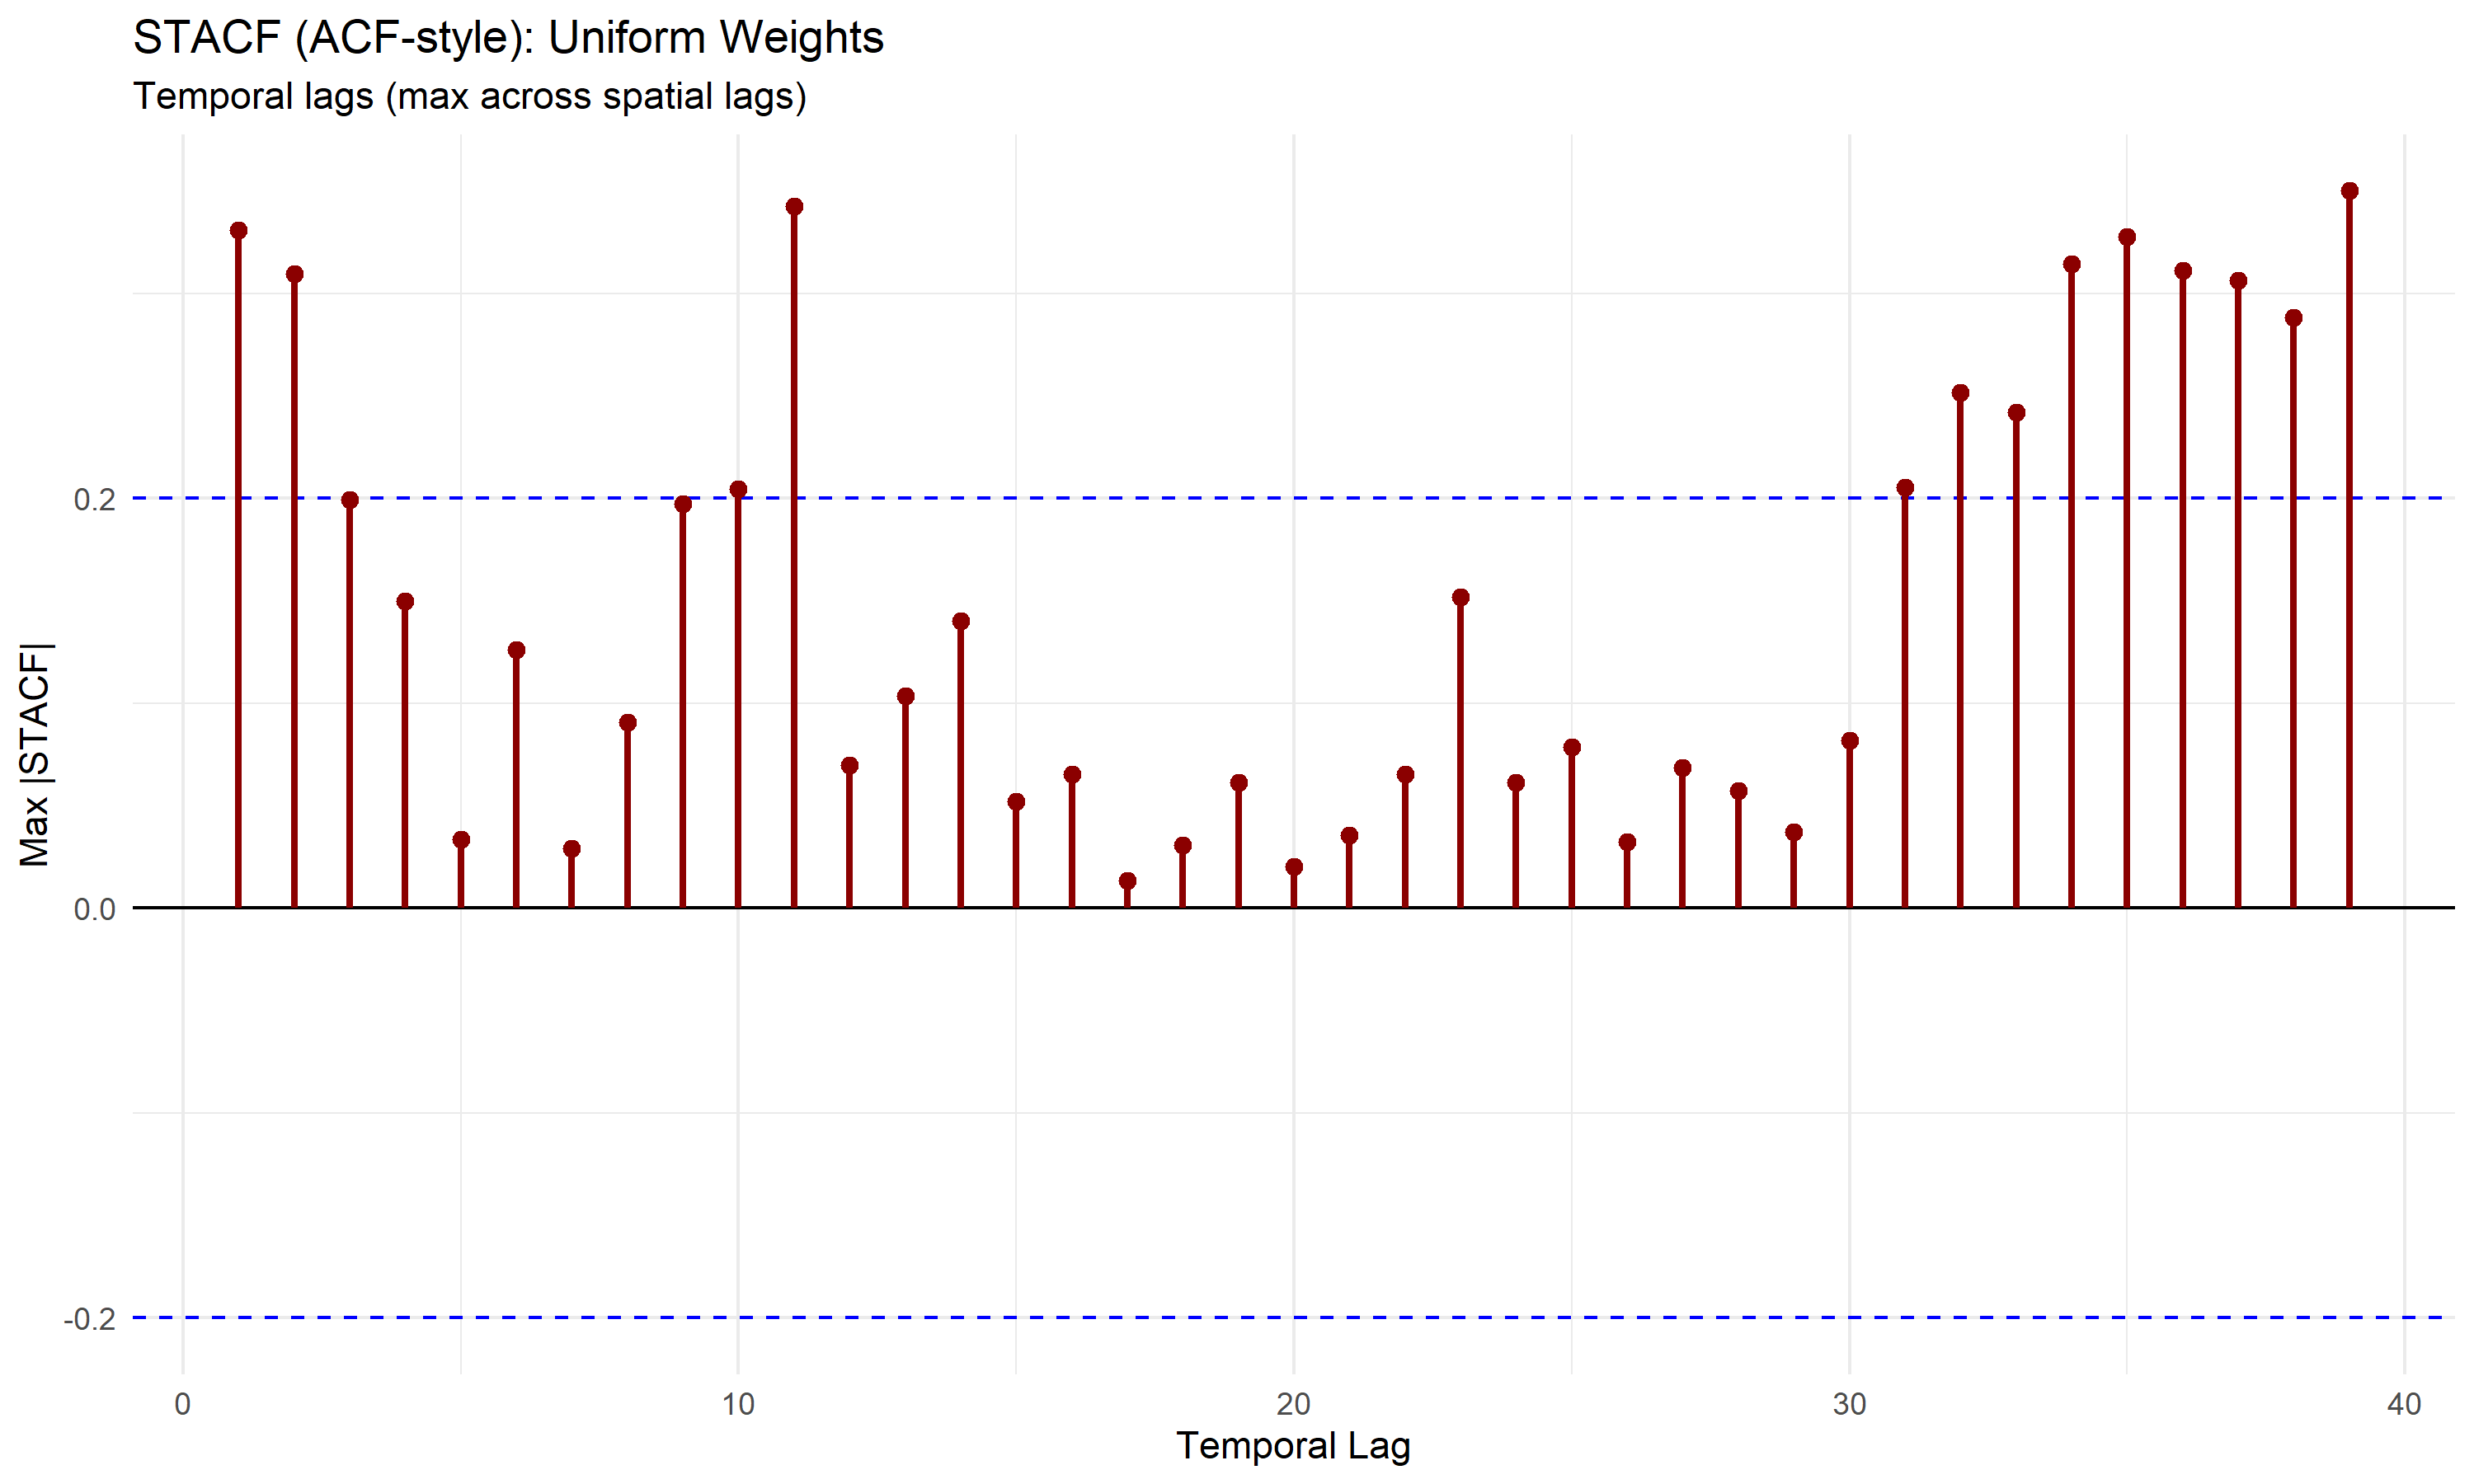 STACF (ACF-style): Uniform Weights
Temporal lags (max across spatial lags)
Max |STACF|
0.2
0.0
-0.2
0 10 20 30 40
Temporal Lag